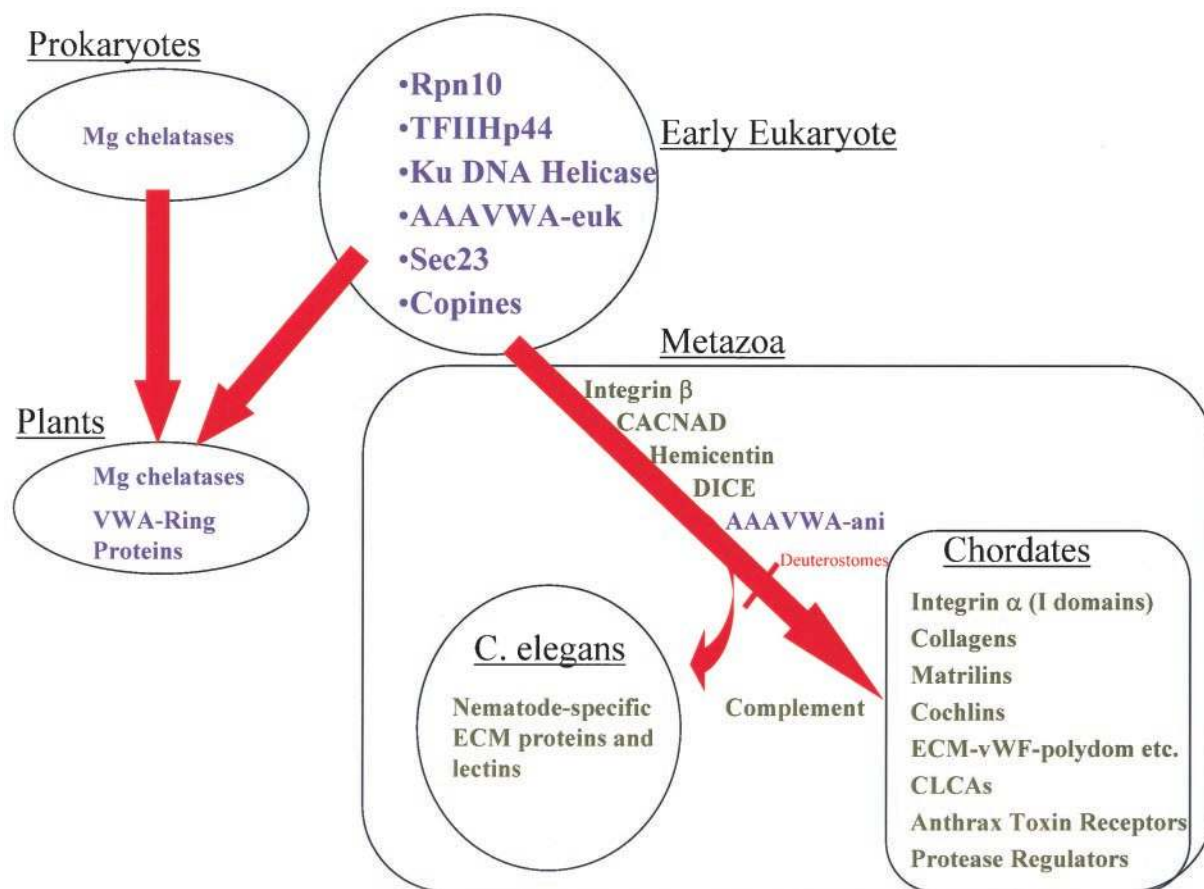 Prokaryotes
Mg chelatases
•Rpn10
•TFIIHp44
•Ku DNA Helicase
•AAAVWA-euk
•Sec23
•Copines
Early Eukaryote
Plants
Mg chelatases
VWA-Ring
Proteins
Metazoa
Integrin β
CACNAD
Hemicentin
DICE
AAAVWA-ani
Deuterostomes
C. elegans
Nematode-specific
ECM proteins and
lectins
Complement
Chordates
Integrin α (I domains)
Collagens
Matrilins
Cochlins
ECM-vWF-polydom etc.
CLCAs
Anthrax Toxin Receptors
Protease Regulators